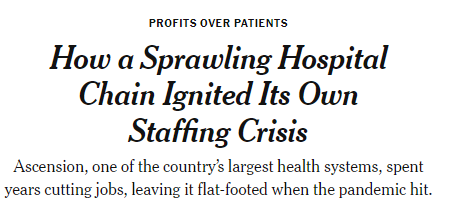 PROFITS OVER PATIENTS
How a Sprawling Hospital
Chain Ignited Its Own
Staffing Crisis
Ascension, one of the country’s largest health systems, spent
years cutting jobs, leaving it flat-footed when the pandemic hit.